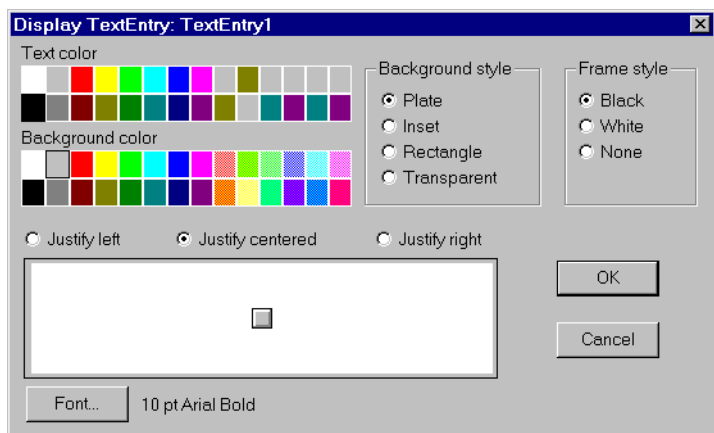 Display TextEntry: TextEntry1
Text color
Background color
Background style
Plate
Inset
Rectangle
Transparent
Frame style
Black
White
None
Justify left
Justify centered
Justify right
OK
Cancel
Font...
10 pt Arial Bold